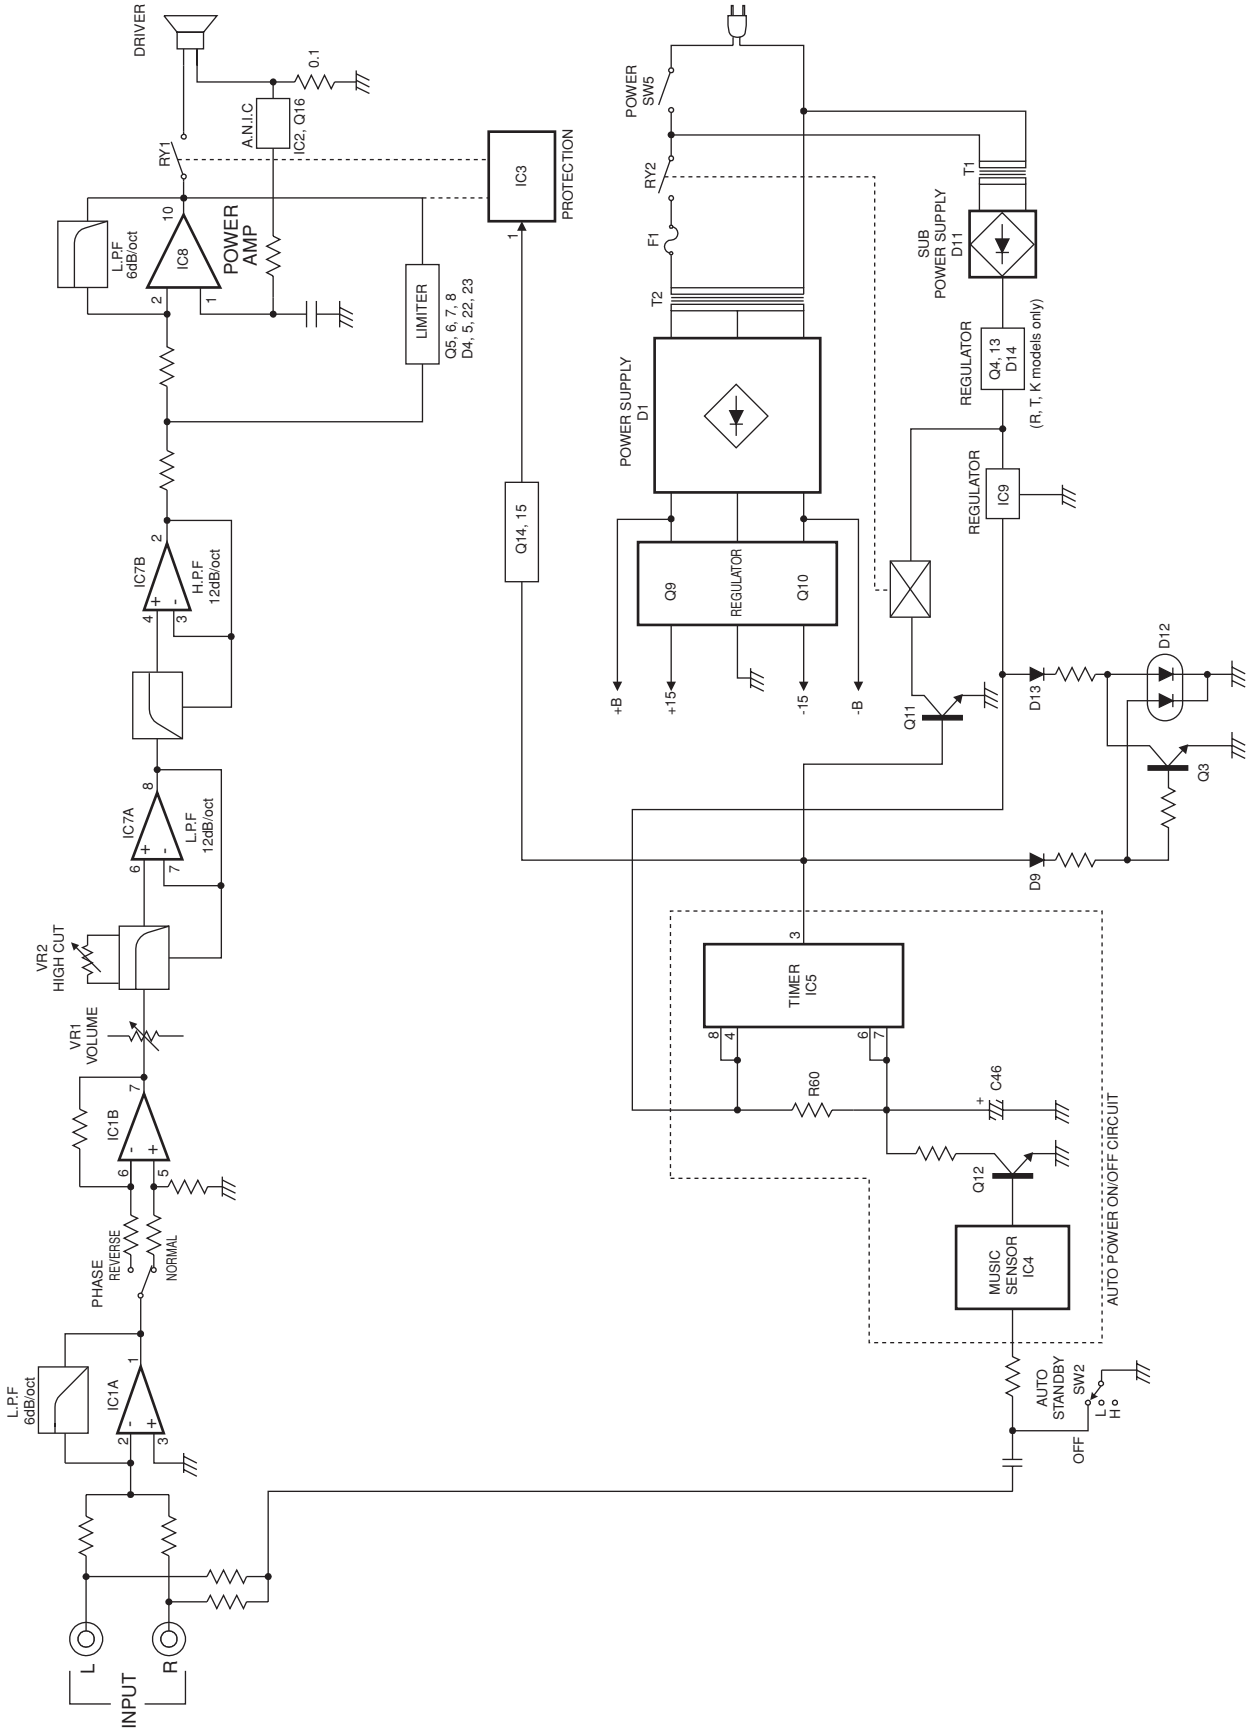 INPUT
L
R
L.P.F
6dB/oct
IC1A
-
+
2
3
1
PHASE
REVERSE
NORMAL
IC1B
-
+
6
5
7
VR1
VOLUME
VR2
HIGH CUT
IC7A
+
-
6
7
8
L.P.F
12dB/oct
IC7B
+
-
4
3
2
H.P.F
12dB/oct
L.P.F
6dB/oct
IC8
2
1
10
POWER
AMP
LIMITER
Q5, 6, 7, 8
D4, 5, 22, 23
RY1
DRIVER
A.N.I.C
IC2, Q16
0.1
IC3
PROTECTION
1
Q14, 15
POWER
SW5
RY2
F1
T2
POWER SUPPLY
D1
Q9
REGULATOR
Q10
+B
+15
-15
-B
T1
SUB
POWER SUPPLY
D11
REGULATOR
Q4, 13
D14
(R, T, K models only)
REGULATOR
IC9
Q11
D13
D12
Q3
D9
TIMER
IC5
3
8
4
6
7
R60
+
C46
Q12
MUSIC
SENSOR
IC4
AUTO POWER ON/OFF CIRCUIT
AUTO
STANDBY
SW2
OFF
L
H